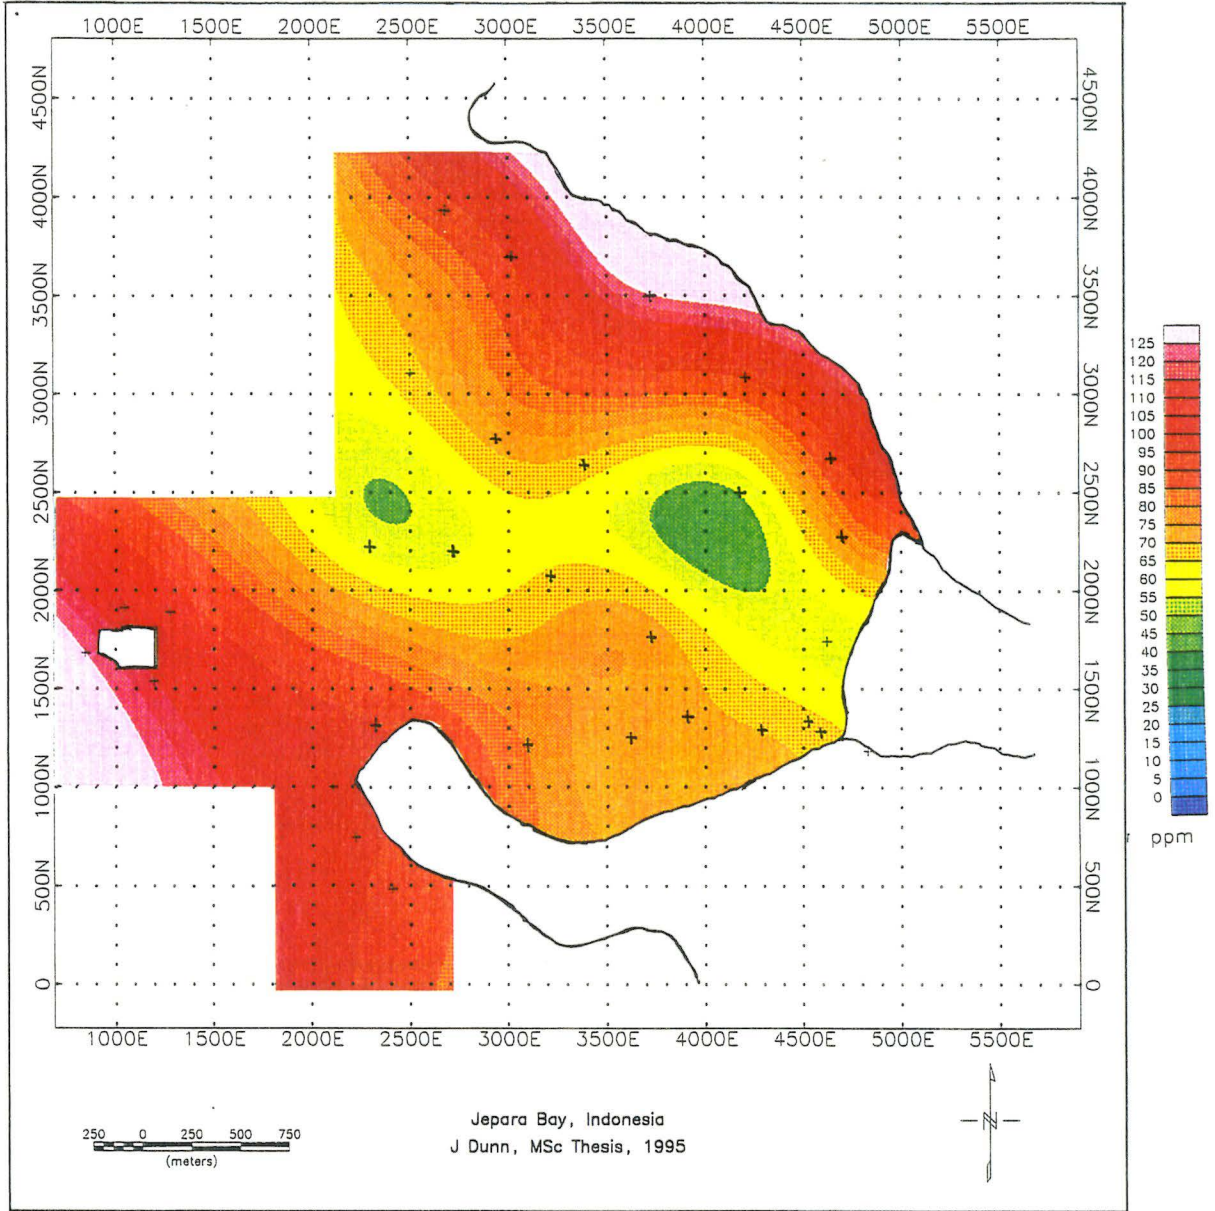 1000E 1500E 2000E 2500E 3000E 3500E 4000E 4500E 5000E 5500E
4500N 4000N 3500N 3000N 2500N 2000N 1500N 1000N 500N 0
4500N 4000N 3500N 3000N 2500N 2000N 1500N 1000N 500N 0
125
120
115
110
105
100
95
90
85
80
75
70
65
60
55
50
45
40
35
30
25
20
15
10
5
0
ppm
1000E 1500E 2000E 2500E 3000E 3500E 4000E 4500E 5000E 5500E
Jepara Bay, Indonesia
J Dunn, MSc Thesis, 1995
250 0 250 500 750
(meters)
N